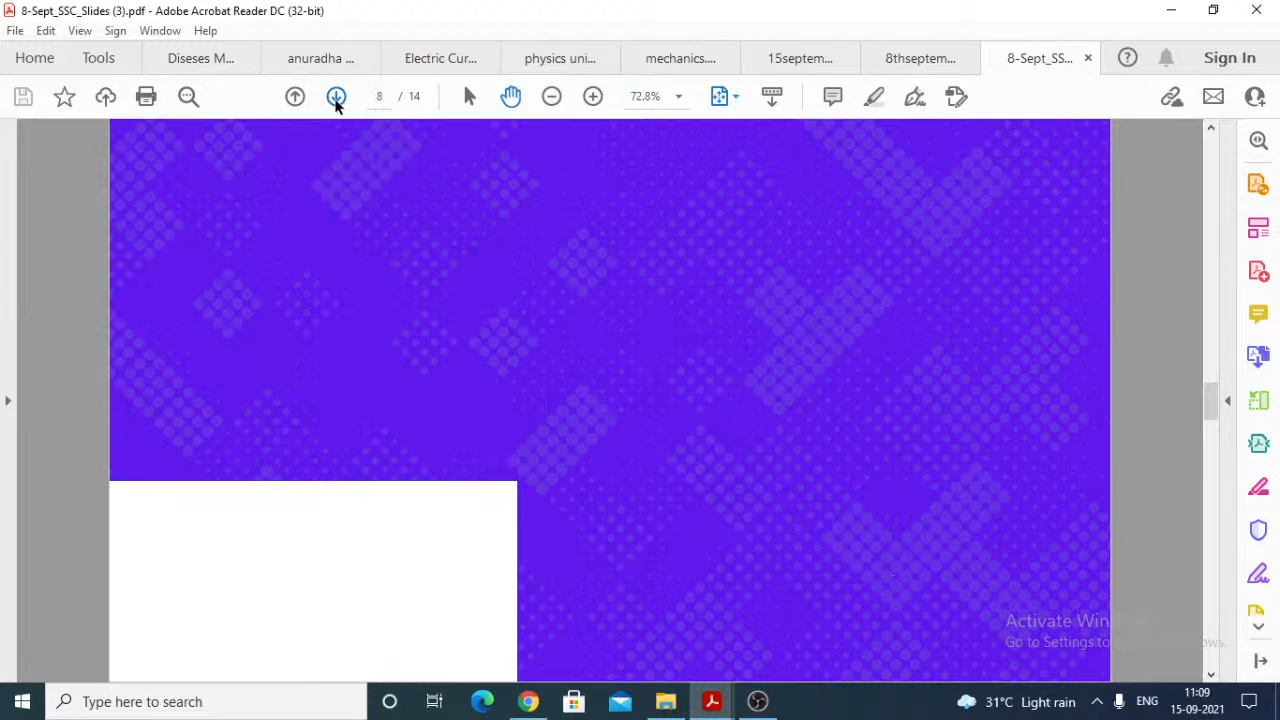 8-Sept_SSC_Slides (3).pdf - Adobe Acrobat Reader DC (32-bit)
File Edit View Sign Window Help
Home Tools Diseses M... anuradha ... Electric Cur... physics uni... mechanics.... 15septem... 8thseptem... 8-Sept_SS... Sign In
8 / 14 72.8%
Activate Win
Go to Settings to ows.
Type here to search
31°C Light rain ENG 11:09
15-09-2021